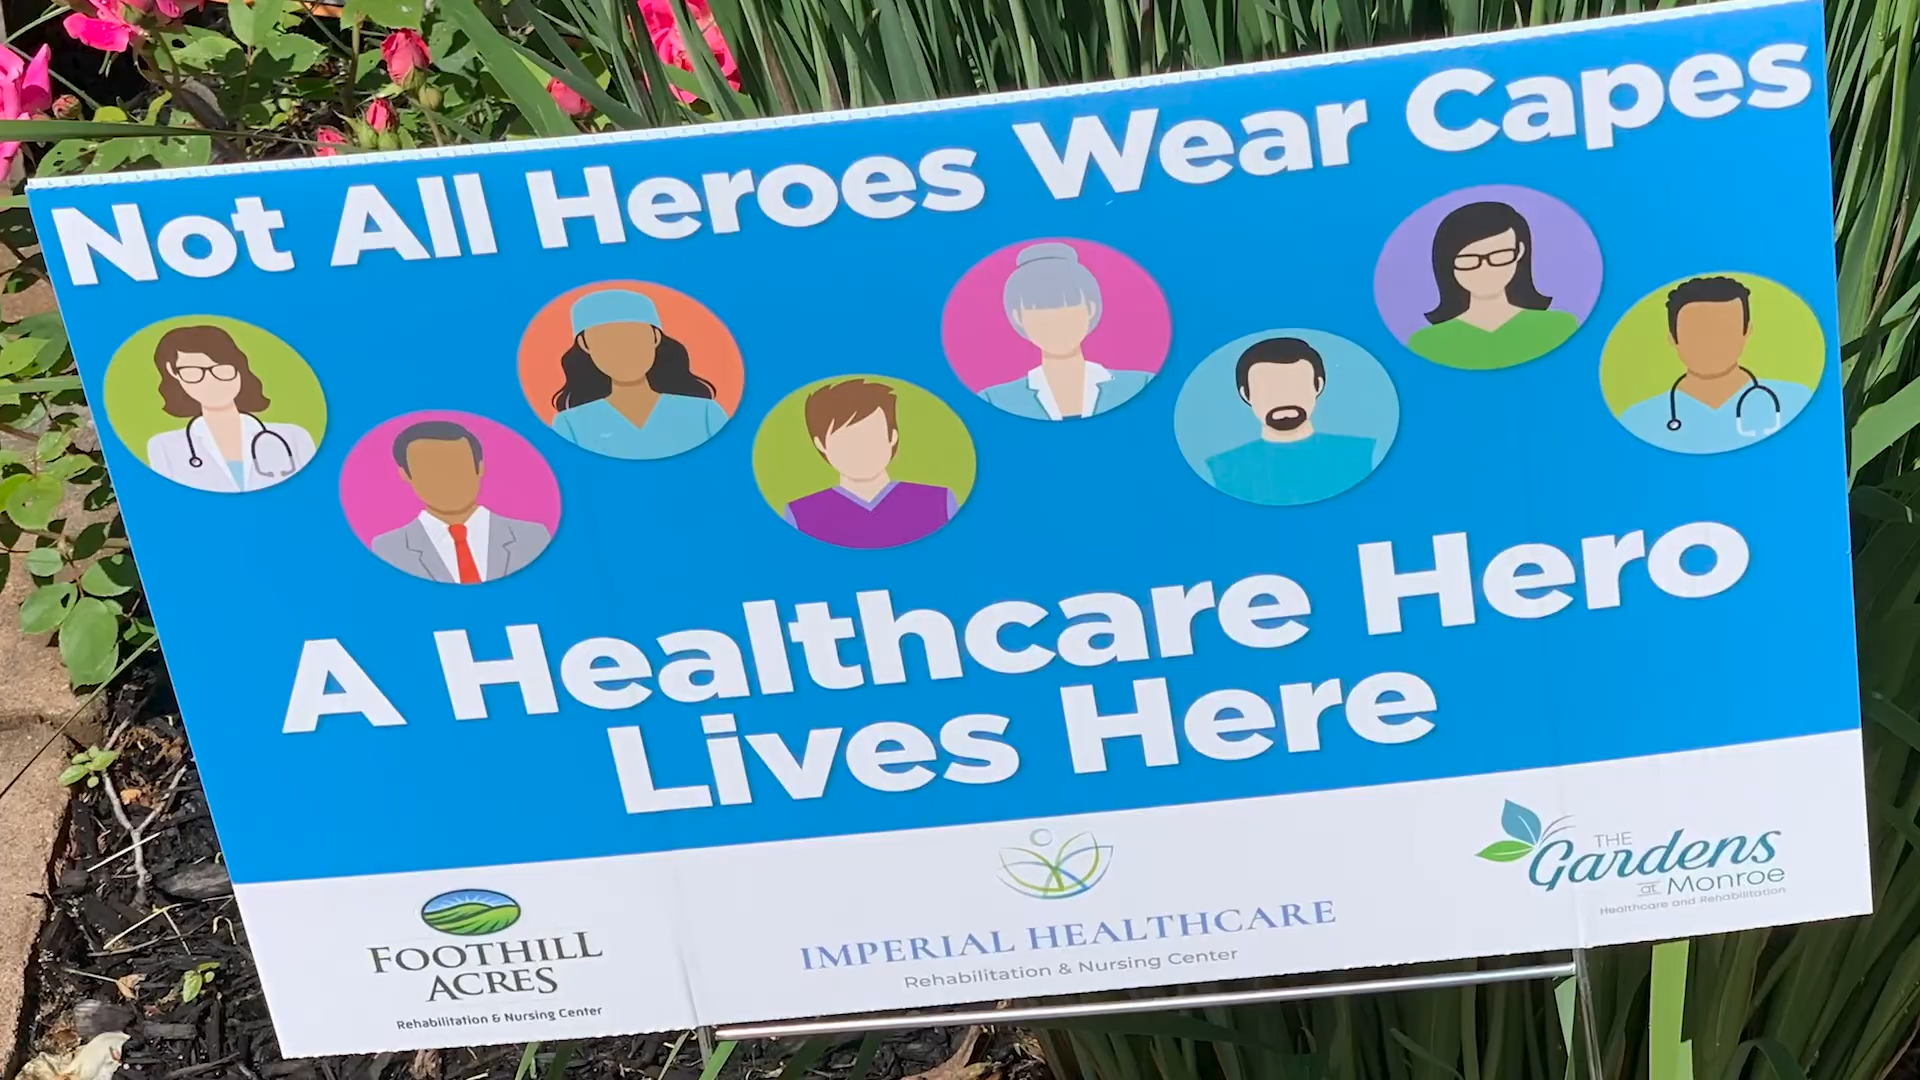 Not All Heroes Wear Capes
A Healthcare Hero
Lives Here
FOOTHILL
ACRES
Rehabilitation & Nursing Center
IMPERIAL HEALTHCARE
Rehabilitation & Nursing Center
THE
Gardens
at Monroe
Healthcare and Rehabilitation